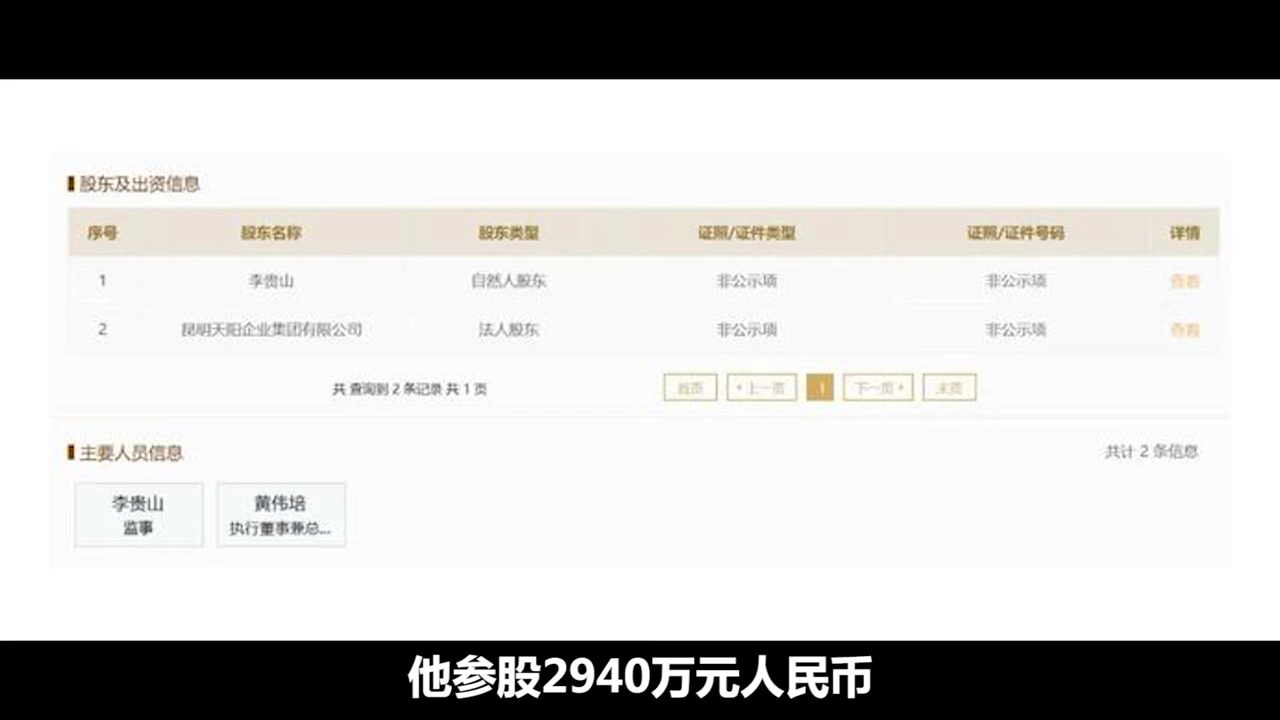 股东及出资信息
序号 股东名称 股东类型 证照/证件类型 证照/证件号码 详情
1 李贵山 自然人股东 非公示项 非公示项 查看
2 昆明天阳企业集团有限公司 法人股东 非公示项 非公示项 查看
共 查询到 2 条记录 共 1 页 首页 上一页 1 下一页 末页
主要人员信息 共计 2 条信息
李贵山 黄伟培
监事 执行董事兼总...
他参股2940万元人民币